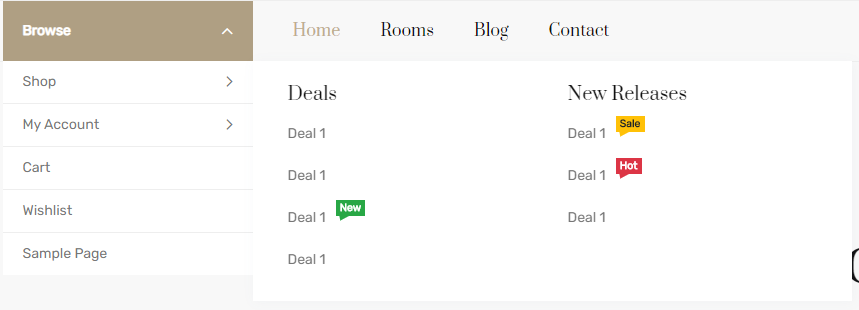 Browse
Home Rooms Blog Contact
Shop
My Account
Cart
Wishlist
Sample Page
Deals
Deal 1
Deal 1
Deal 1 New
Deal 1
New Releases
Deal 1 Sale
Deal 1 Hot
Deal 1